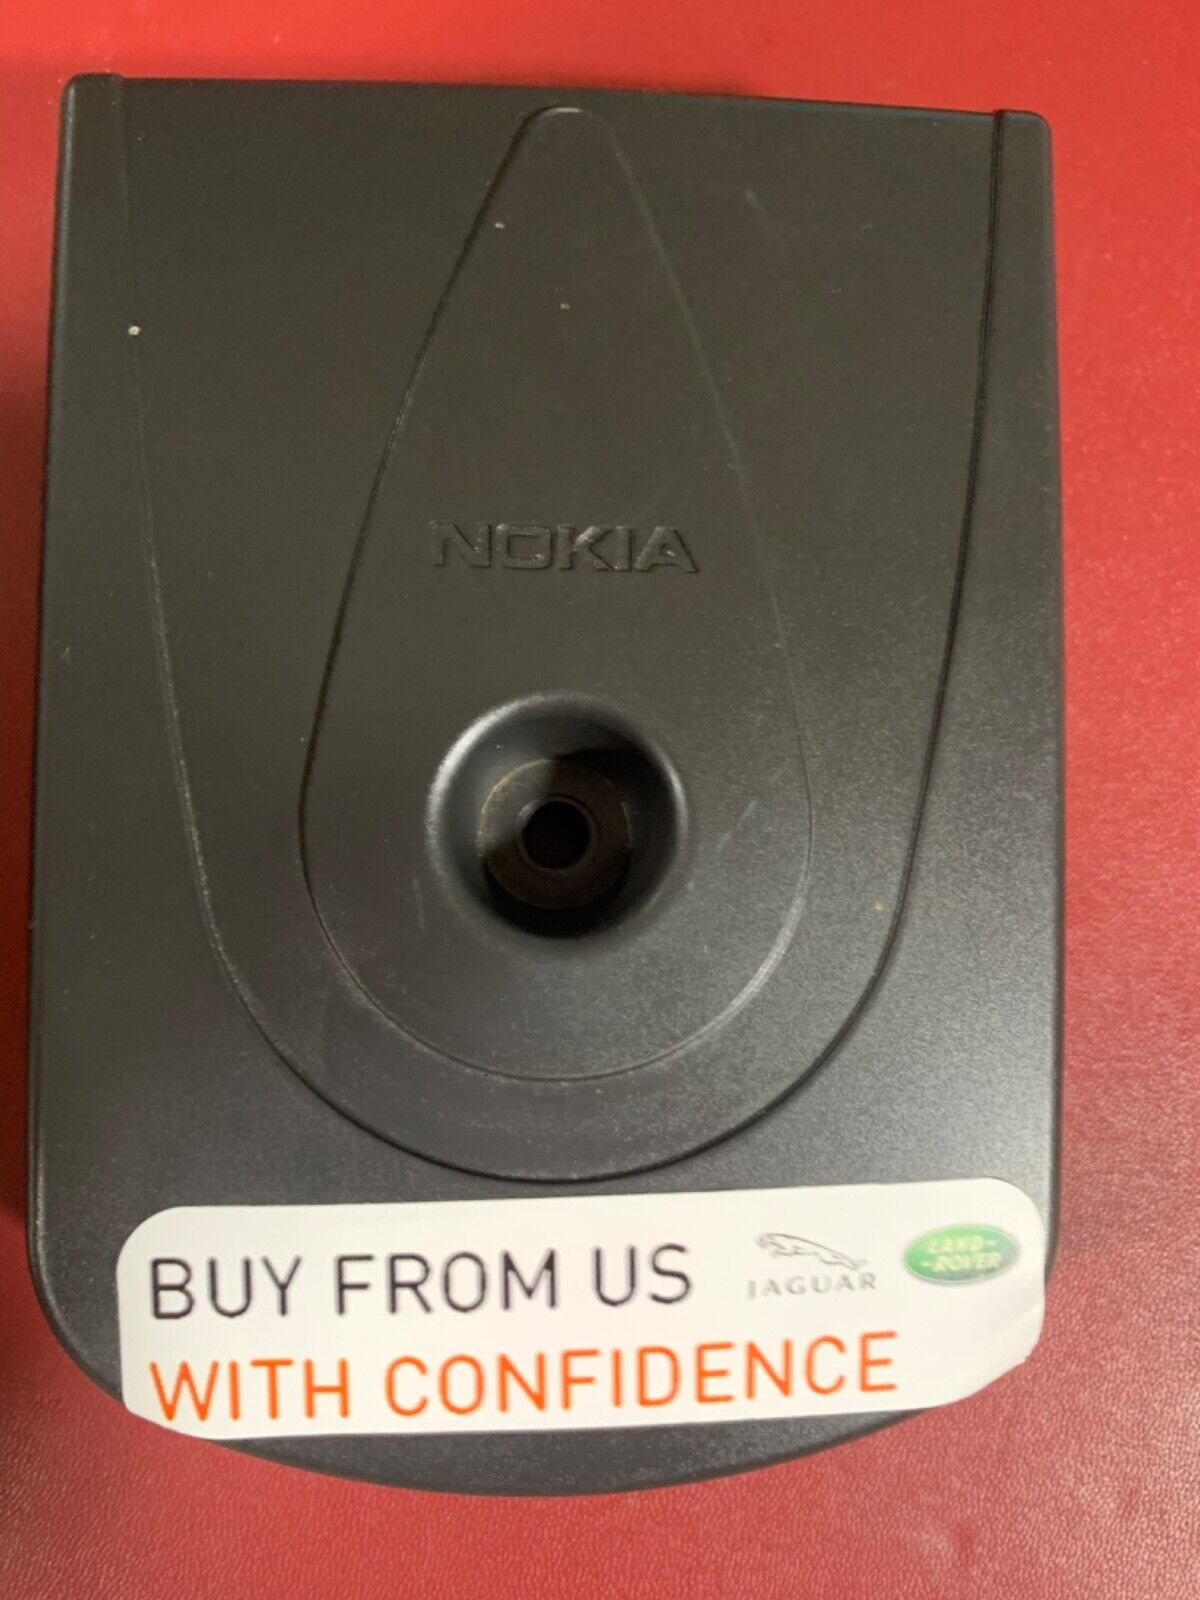 NOKIA
BUY FROM US
JAGUAR
LAND-
-ROVER
WITH CONFIDENCE